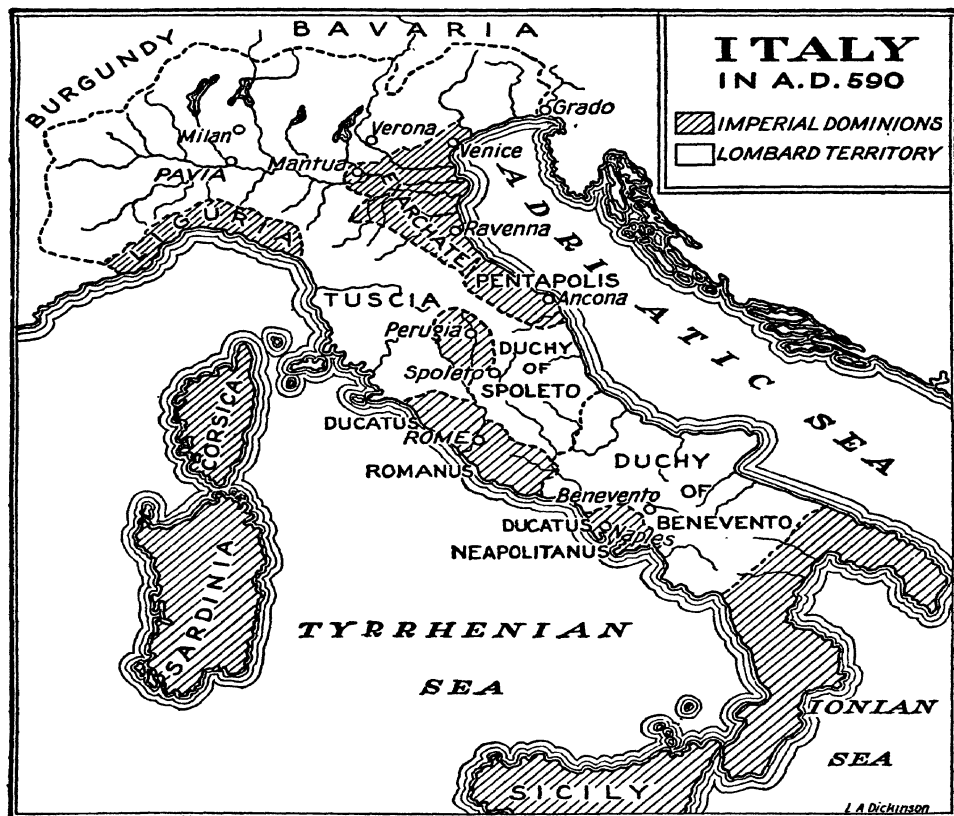 BAVARIA
BURGUNDY
ITALY
IN A.D. 590
IMPERIAL DOMINIONS
LOMBARD TERRITORY
Grado
Milan
Verona
Venice
PAVIA
Mantua
LIGURIA
EXARCHATE
Ravenna
ADRIATIC SEA
PENTAPOLIS
Ancona
TUSCIA
Perugia
Spoleto
DUCHY
OF
SPOLETO
CORSICA
DUCATUS
ROME
ROMANUS
DUCHY
OF
BENEVENTO
Benevento
DUCATUS
Naples
NEAPOLITANUS
SARDINIA
TYRRHENIAN
SEA
IONIAN
SEA
SICILY
L A Dickinson